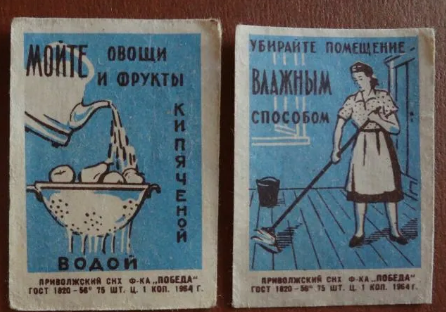 МОЙТЕ ОВОЩИ
И ФРУКТЫ
КИПЯЧЕНОЙ
ВОДОЙ
ПРИВОЛЖСКИЙ СНХ Ф-КА „ПОБЕДА"
ГОСТ 1820-56* 75 ШТ. Ц. 1 КОП. 1964 Г.
УБИРАЙТЕ ПОМЕЩЕНИЕ
ВЛАЖНЫМ
СПОСОБОМ
ПРИВОЛЖСКИЙ СНХ Ф-КА „ПОБЕДА"
ГОСТ 1820-56* 75 ШТ. Ц. 1 КОП. 1964 Г.